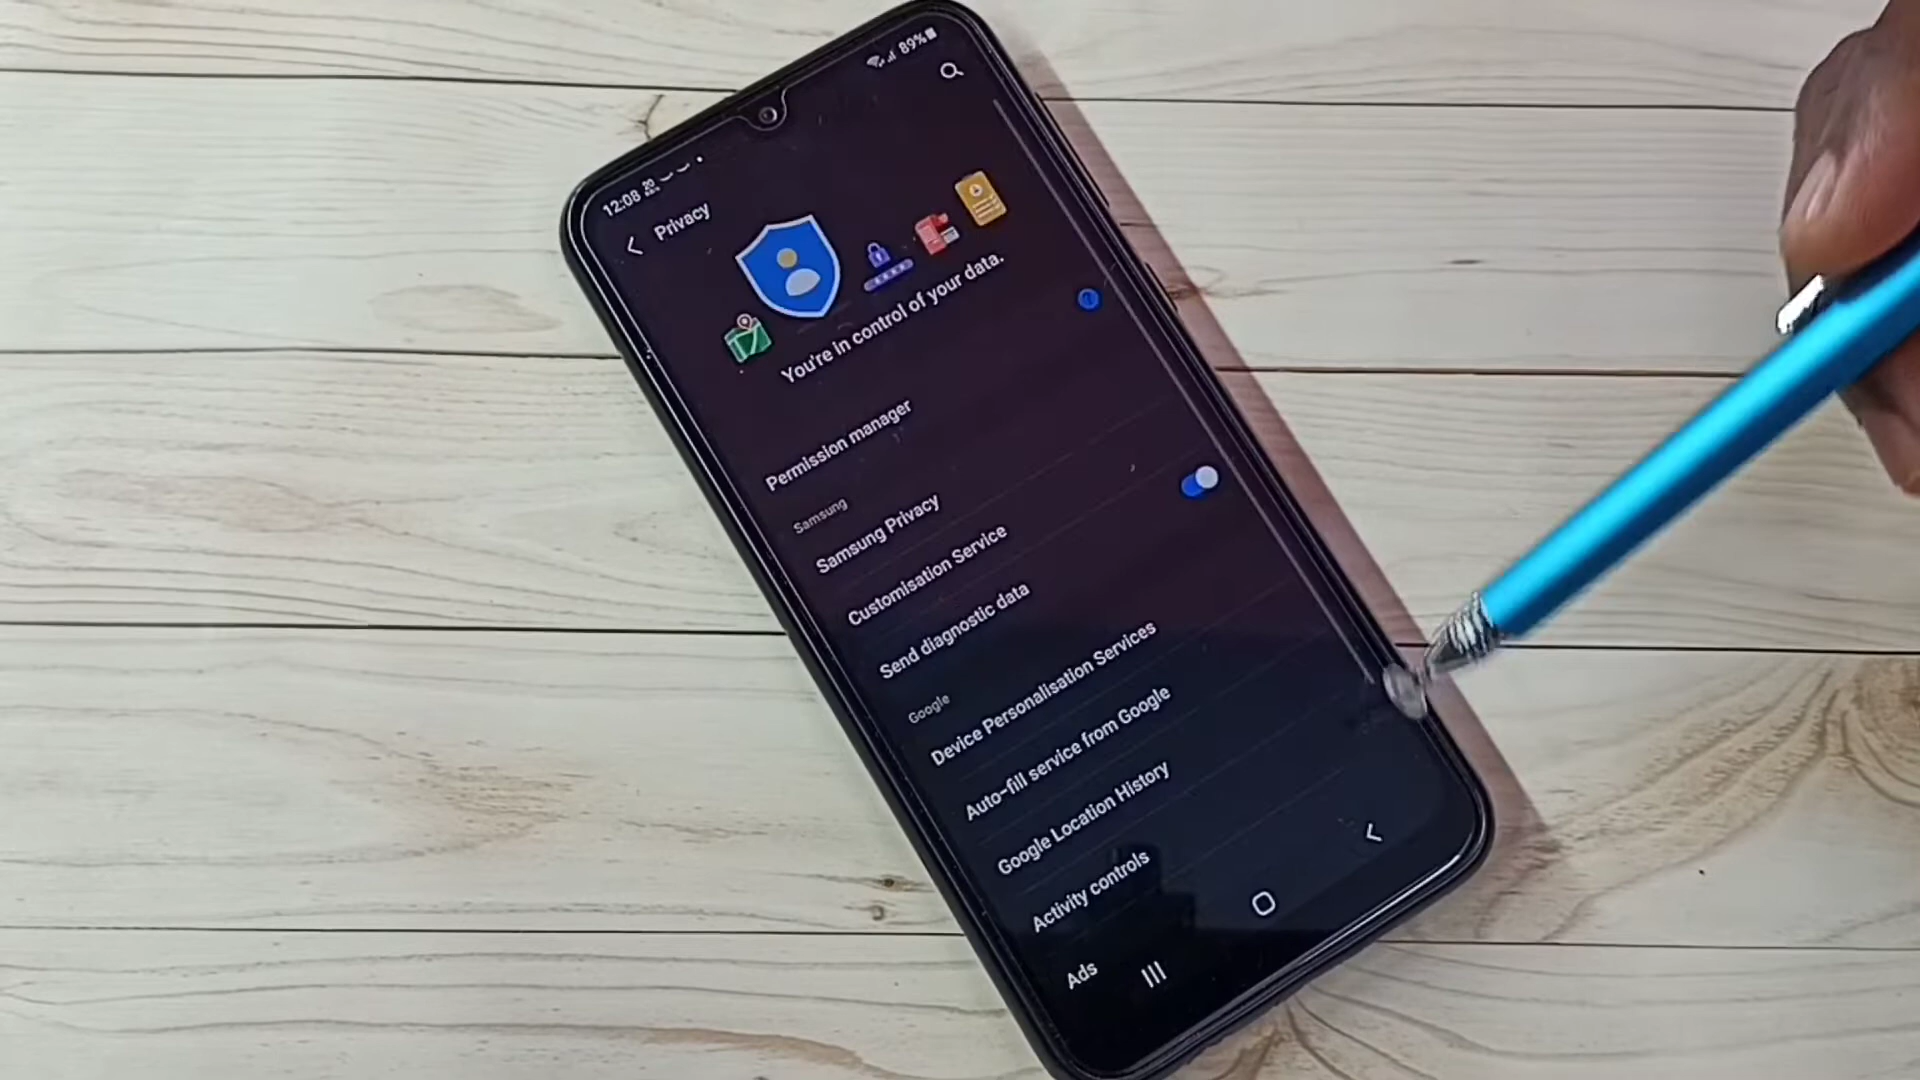 12:08
89%
Privacy
You're in control of your data.
Permission manager
Samsung
Samsung Privacy
Customisation Service
Send diagnostic data
Google
Device Personalisation Services
Auto-fill service from Google
Google Location History
Activity controls
Ads